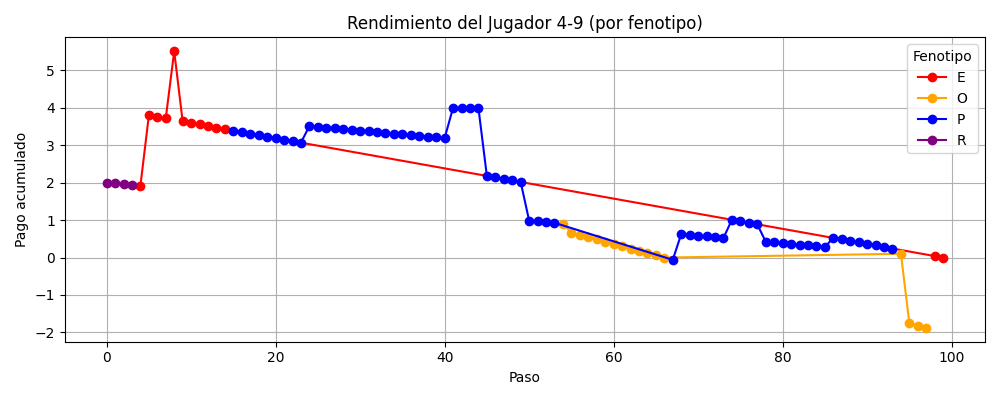 Rendimiento del Jugador 4-9 (por fenotipo)
Pago acumulado
5
4
3
2
1
0
−1
−2
Fenotipo
E
O
P
R
0
20
40
60
80
100
Paso